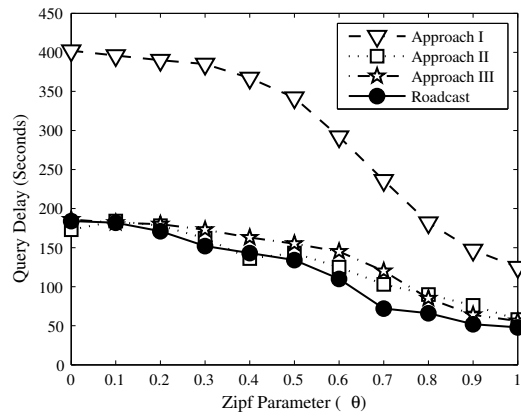 450
400
350
300
250
200
150
100
50
0
Query Delay (Seconds)
Approach I
Approach II
Approach III
Roadcast
0 0.1 0.2 0.3 0.4 0.5 0.6 0.7 0.8 0.9 1
Zipf Parameter ( θ)